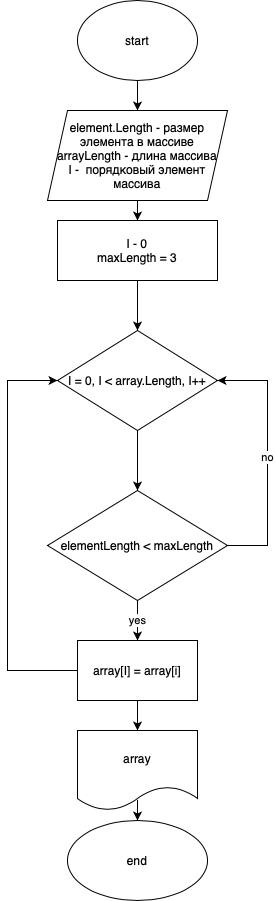 start
element.Length - размер
элемента в массиве
arrayLength - длина массива
I -  порядковый элемент
массива
I - 0
maxLength = 3
I = 0, I < array.Length, I++
no
elementLength < maxLength
yes
array[I] = array[i]
array
end